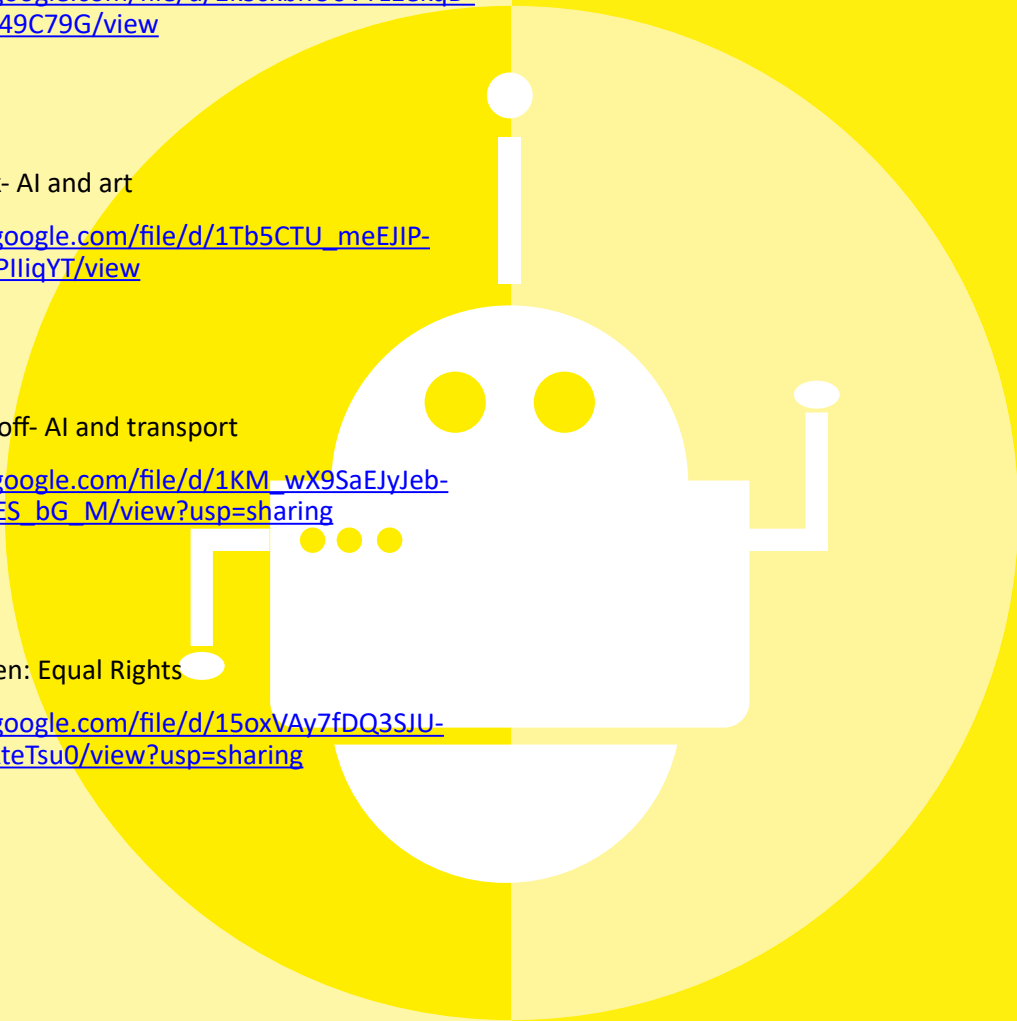 49C79G/view
- AI and art
google.com/file/d/1Tb5CTU_meEJIP-
PIIiqYT/view
off- AI and transport
google.com/file/d/1KM_wX9SaEJyJeb-
ES_bG_M/view?usp=sharing
en: Equal Rights
google.com/file/d/15oxVAy7fDQ3SJU-
teTsu0/view?usp=sharing